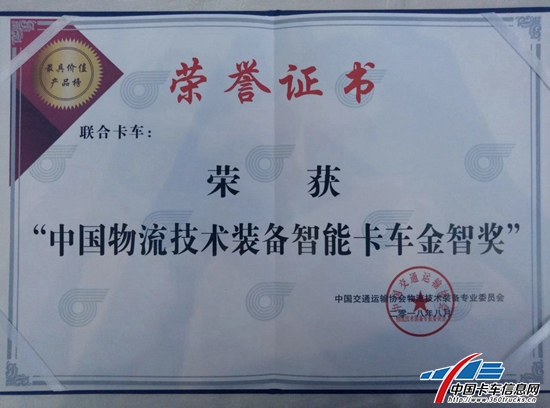 最具价值
产品榜
荣誉证书
联合卡车：
荣 获
“中国物流技术装备智能卡车金智奖”
中国交通运输协会物流技术装备专业委员会
二零一八年八月
中国卡车信息网
http://www.360trucks.cn